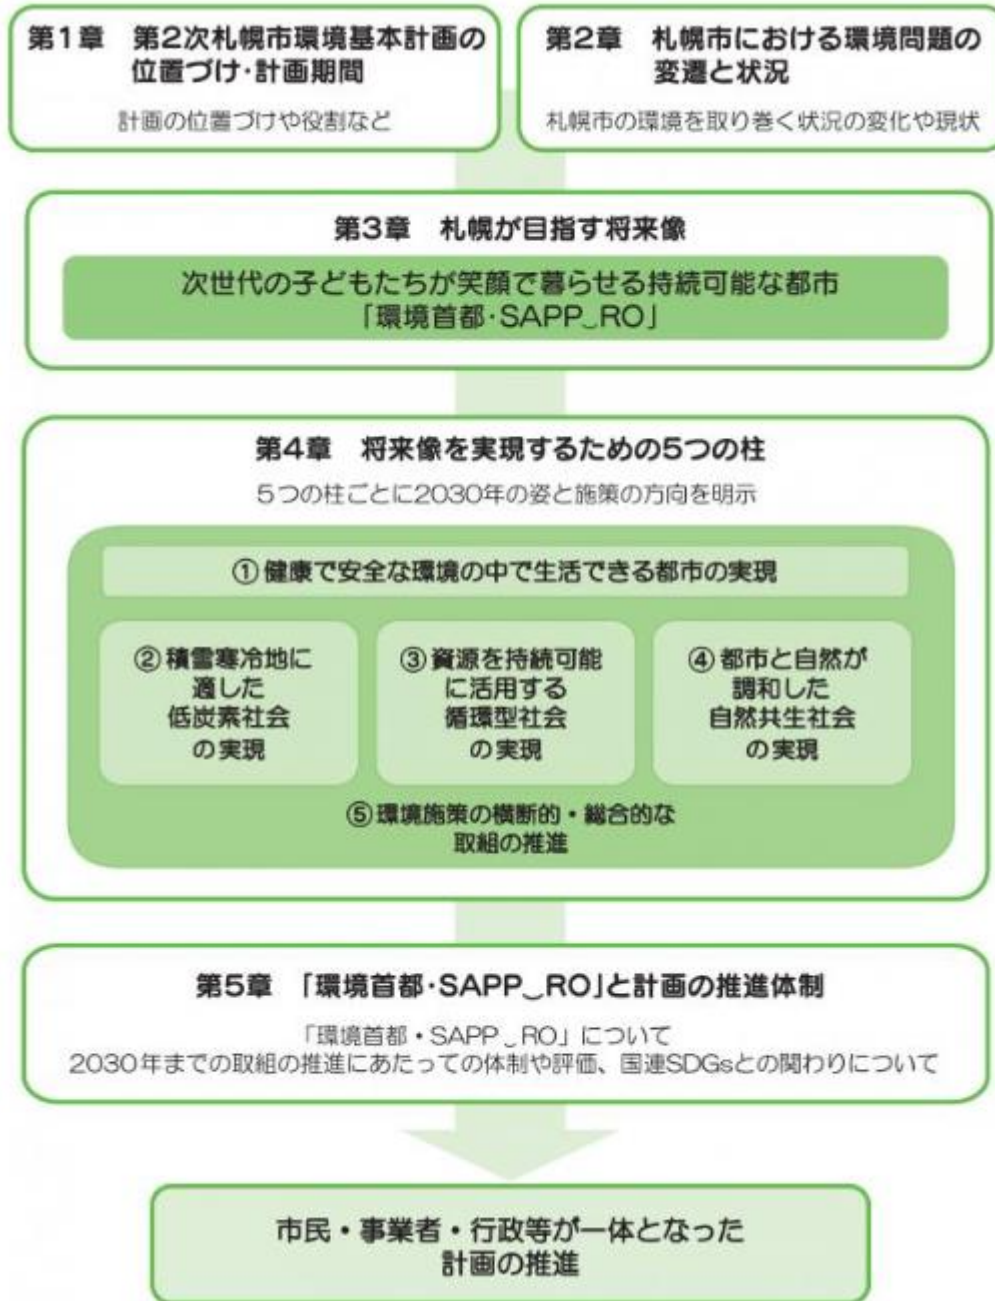 第1章　第2次札幌市環境基本計画の
位置づけ･計画期間
計画の位置づけや役割など
第2章　札幌市における環境問題の
変遷と状況
札幌市の環境を取り巻く状況の変化や現状
第3章　札幌が目指す将来像
次世代の子どもたちが笑顔で暮らせる持続可能な都市
「環境首都･SAPP‿RO」
第4章　将来像を実現するための5つの柱
5つの柱ごとに2030年の姿と施策の方向を明示
①健康で安全な環境の中で生活できる都市の実現
②積雪寒冷地に
適した
低炭素社会
の実現
③資源を持続可能
に活用する
循環型社会
の実現
④都市と自然が
調和した
自然共生社会
の実現
⑤環境施策の横断的・総合的な
取組の推進
第5章　「環境首都･SAPP‿RO」と計画の推進体制
「環境首都・SAPP‿RO」について
2030年までの取組の推進にあたっての体制や評価、国連SDGsとの関わりについて
市民・事業者・行政等が一体となった
計画の推進